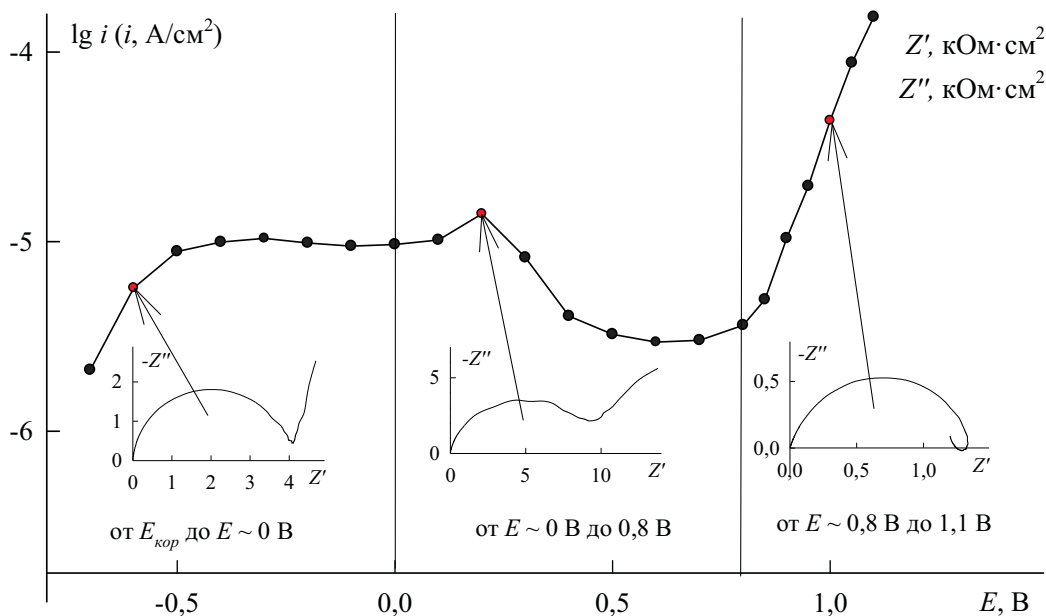 lg i (i, А/см²)
Z', кОм·см²
Z'', кОм·см²
-4
-5
-6
-Z''
2
1
0
0 1 2 3 4 Z'
от Eкор до E ~ 0 В
-Z''
5
0
0 5 10 Z'
от E ~ 0 В до 0,8 В
-Z''
0,5
0,0
0,0 0,5 1,0 Z'
от E ~ 0,8 В до 1,1 В
-0,5 0,0 0,5 1,0 E, В